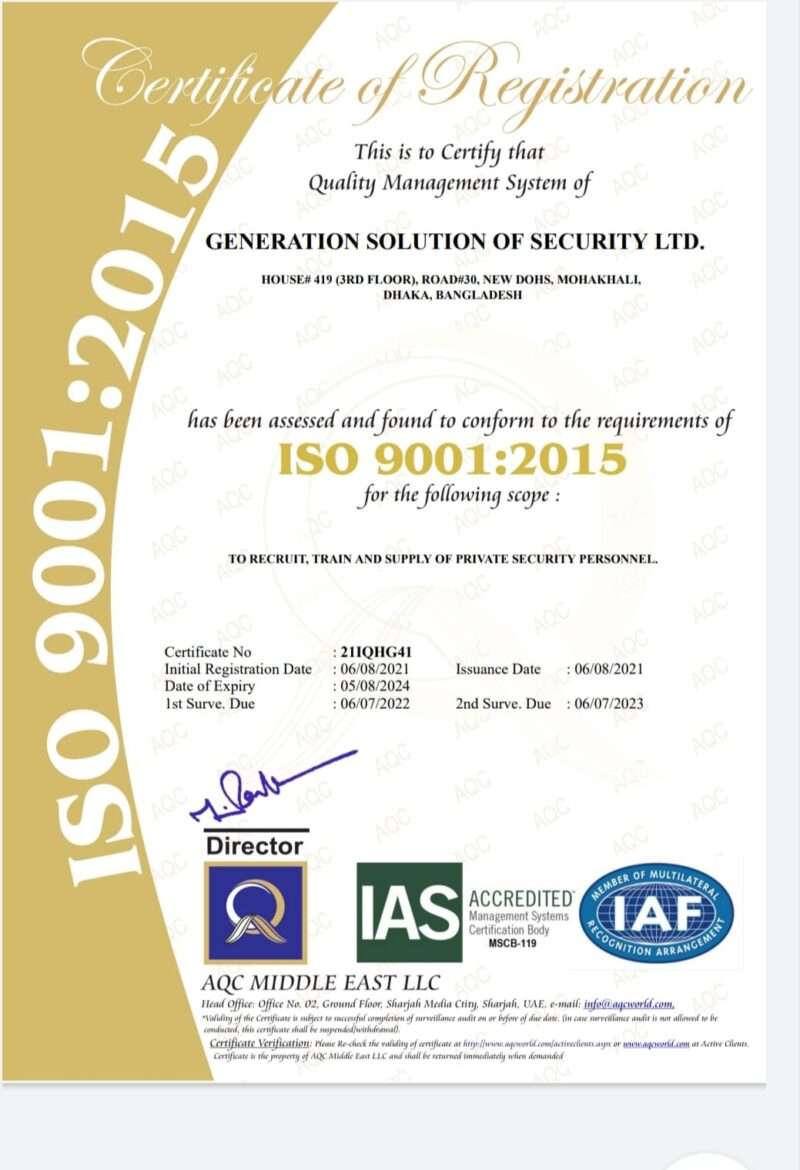 Certificate of Registration
This is to Certify that
Quality Management System of
GENERATION SOLUTION OF SECURITY LTD.
HOUSE# 419 (3RD FLOOR), ROAD#30, NEW DOHS, MOHAKHALI,
DHAKA, BANGLADESH
has been assessed and found to conform to the requirements of
ISO 9001:2015
for the following scope :
TO RECRUIT, TRAIN AND SUPPLY OF PRIVATE SECURITY PERSONNEL.
ISO 9001:2015
Certificate No : 21IQHG41
Initial Registration Date : 06/08/2021 Issuance Date : 06/08/2021
Date of Expiry : 05/08/2024
1st Surve. Due : 06/07/2022 2nd Surve. Due : 06/07/2023
Director
IAS ACCREDITED
Management Systems
Certification Body
MSCB-119
MEMBER OF MULTILATERAL
IAF
RECOGNITION ARRANGEMENT
AQC MIDDLE EAST LLC
Head Office: Office No. 02, Ground Floor, Sharjah Media Ctiy, Sharjah, UAE. e-mail: info@aqcworld.com,
*Validity of the Certificate is subject to successful completion of surveillance audit on or before of due date. (in case surveillance audit is not allowed to be
conducted, this certificate shall be suspended/withdrawal).
Certificate Verification: Please Re-check the validity of certificate at http://www.aqcworld.com/activeclients.aspx or www.aqcworld.com at Active Clients.
Certificate is the property of AQC Middle East LLC and shall be returned immediately when demanded